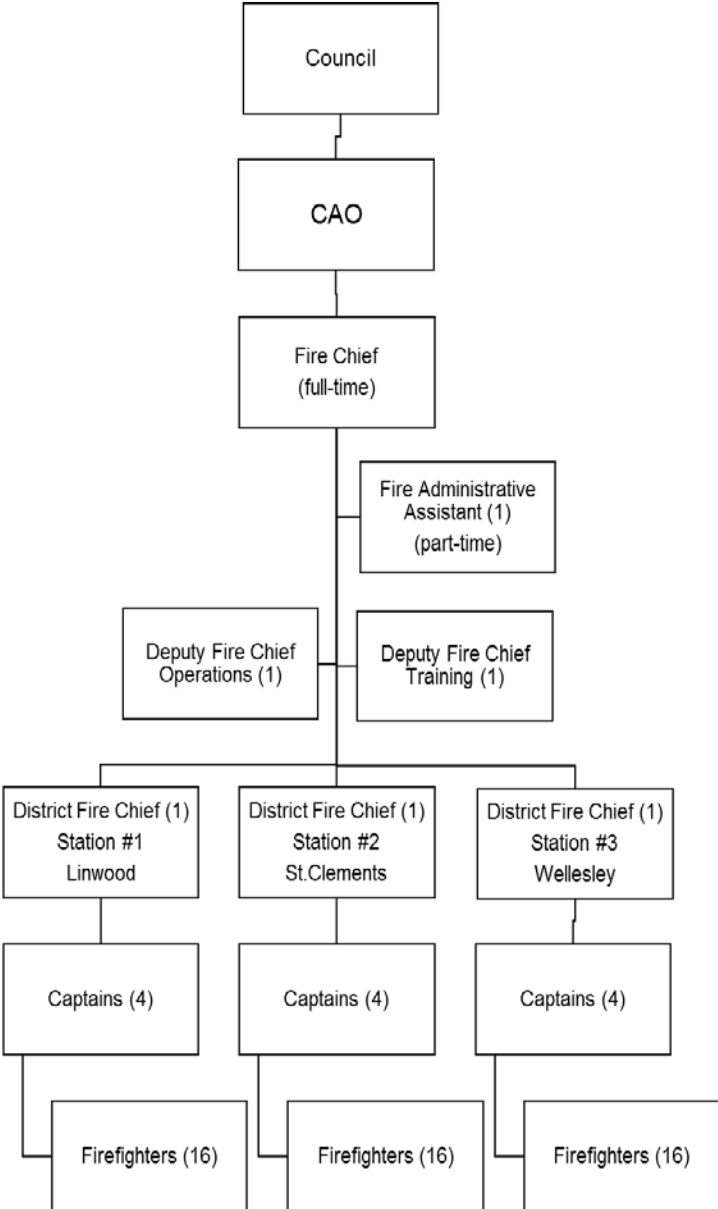 Council
CAO
Fire Chief
(full-time)
Fire Administrative
Assistant (1)
(part-time)
Deputy Fire Chief
Operations (1)
Deputy Fire Chief
Training (1)
District Fire Chief (1)
Station #1
Linwood
District Fire Chief (1)
Station #2
St.Clements
District Fire Chief (1)
Station #3
Wellesley
Captains (4)
Captains (4)
Captains (4)
Firefighters (16)
Firefighters (16)
Firefighters (16)